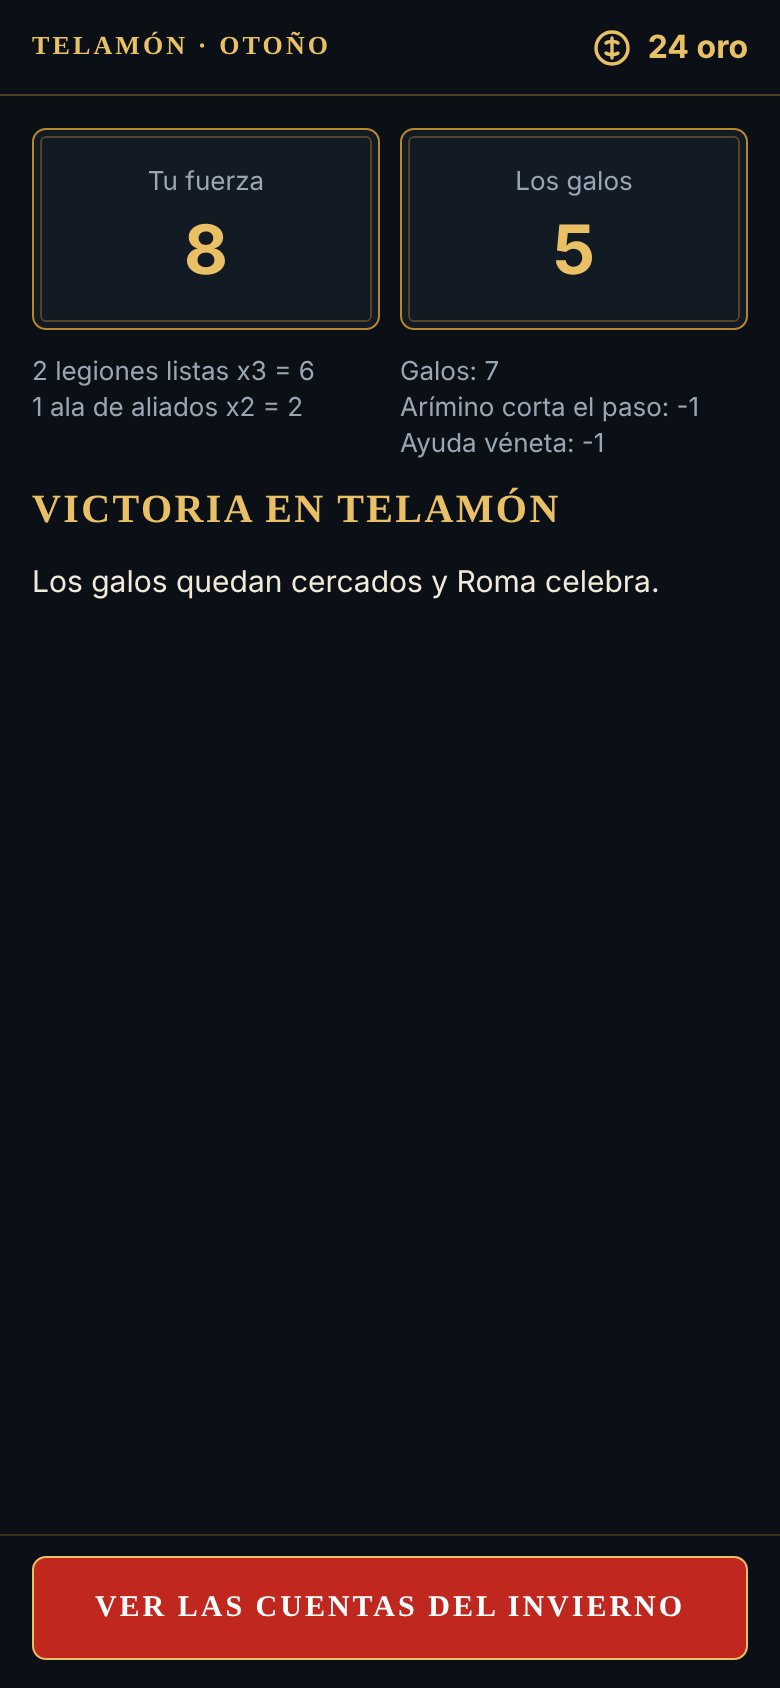 TELAMÓN · OTOÑO
24 oro
Tu fuerza
8
Los galos
5
2 legiones listas x3 = 6
1 ala de aliados x2 = 2
Galos: 7
Arímino corta el paso: -1
Ayuda véneta: -1
VICTORIA EN TELAMÓN
Los galos quedan cercados y Roma celebra.
VER LAS CUENTAS DEL INVIERNO